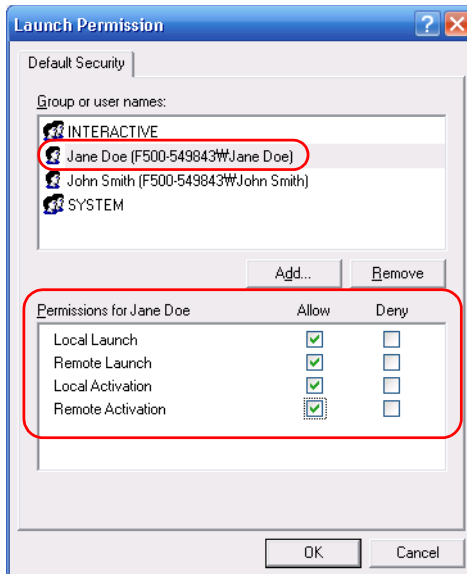 Launch Permission
Default Security
Group or user names:
INTERACTIVE
Jane Doe (F500-549843₩Jane Doe)
John Smith (F500-549843₩John Smith)
SYSTEM
Add... Remove
Permissions for Jane Doe Allow Deny
Local Launch
Remote Launch
Local Activation
Remote Activation
OK Cancel